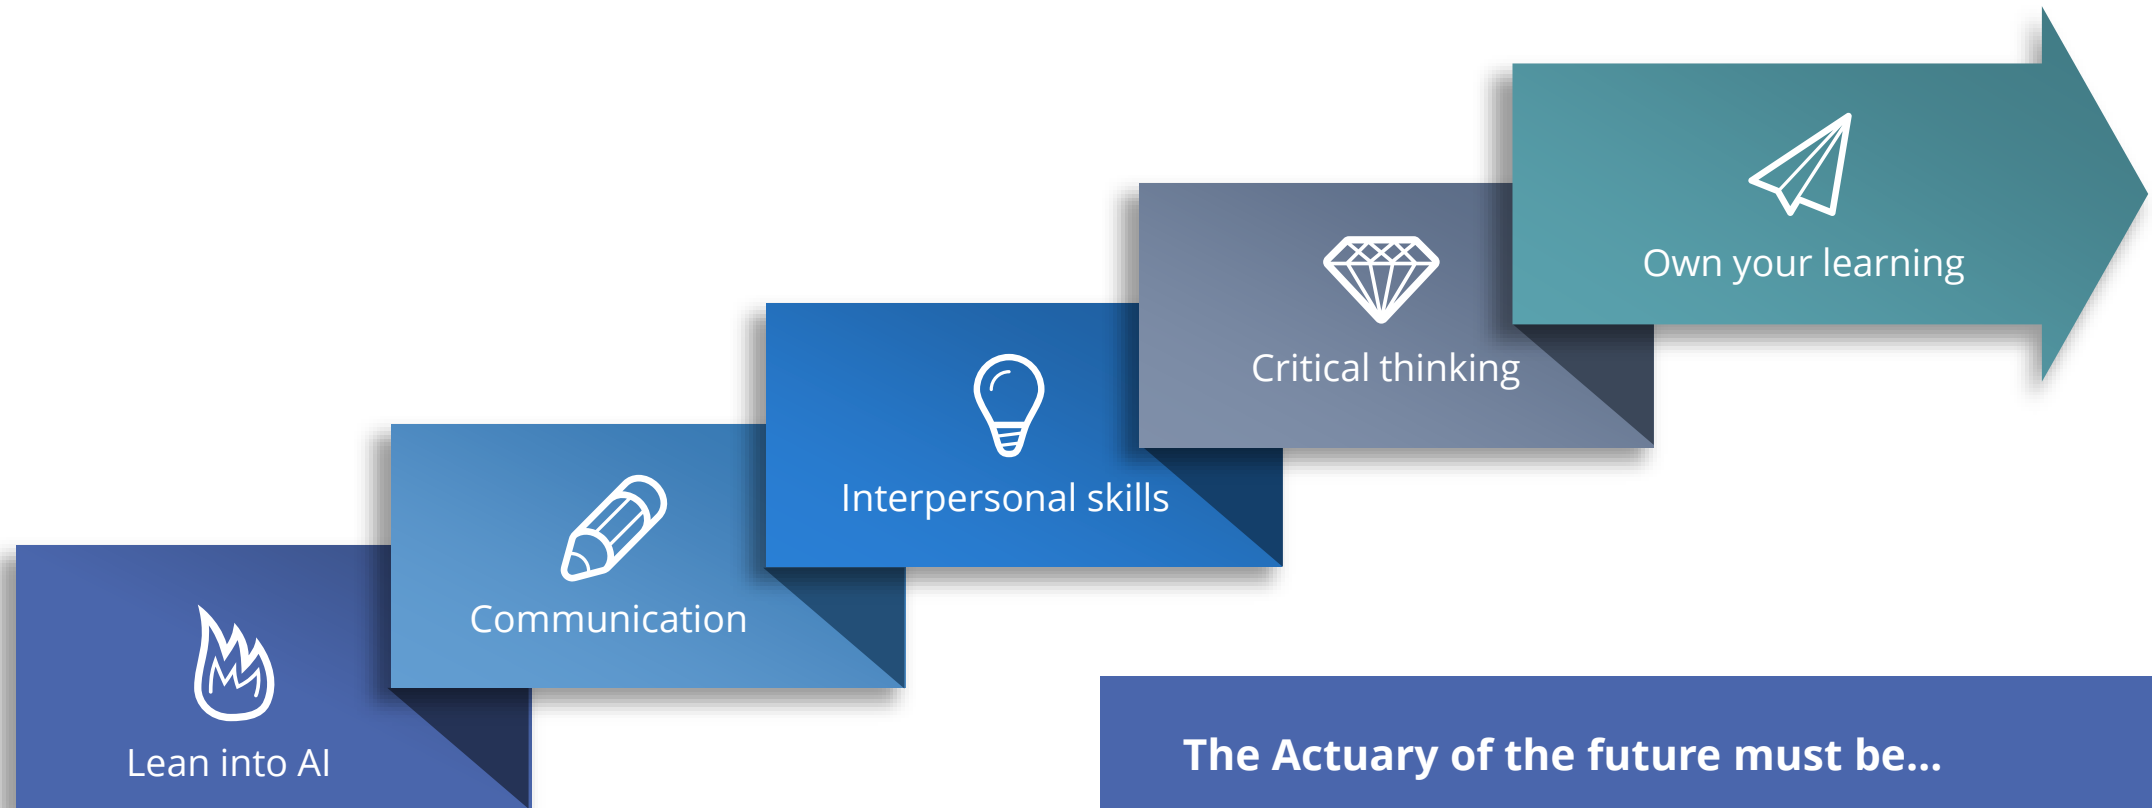 Own your learning
Critical thinking
Interpersonal skills
Communication
Lean into AI
The Actuary of the future must be...